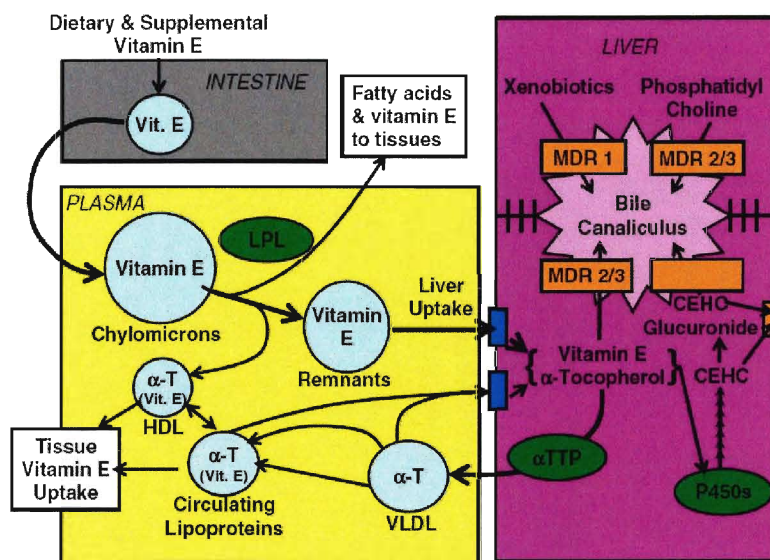 Dietary & Supplemental
Vitamin E
INTESTINE
Vit. E
Fatty acids
& vitamin E
to tissues
PLASMA
LPL
Vitamin E
Chylomicrons
Vitamin
E
Remnants
Liver
Uptake
α-T
(Vit. E)
HDL
Tissue
Vitamin E
Uptake
α-T
(Vit. E)
Circulating
Lipoproteins
α-T
VLDL
LIVER
Xenobiotics
Phosphatidyl
Choline
MDR 1
MDR 2/3
Bile
Canaliculus
MDR 2/3
CEHC
Glucuronide
Vitamin E
α-Tocopherol
CEHC
αTTP
P450s